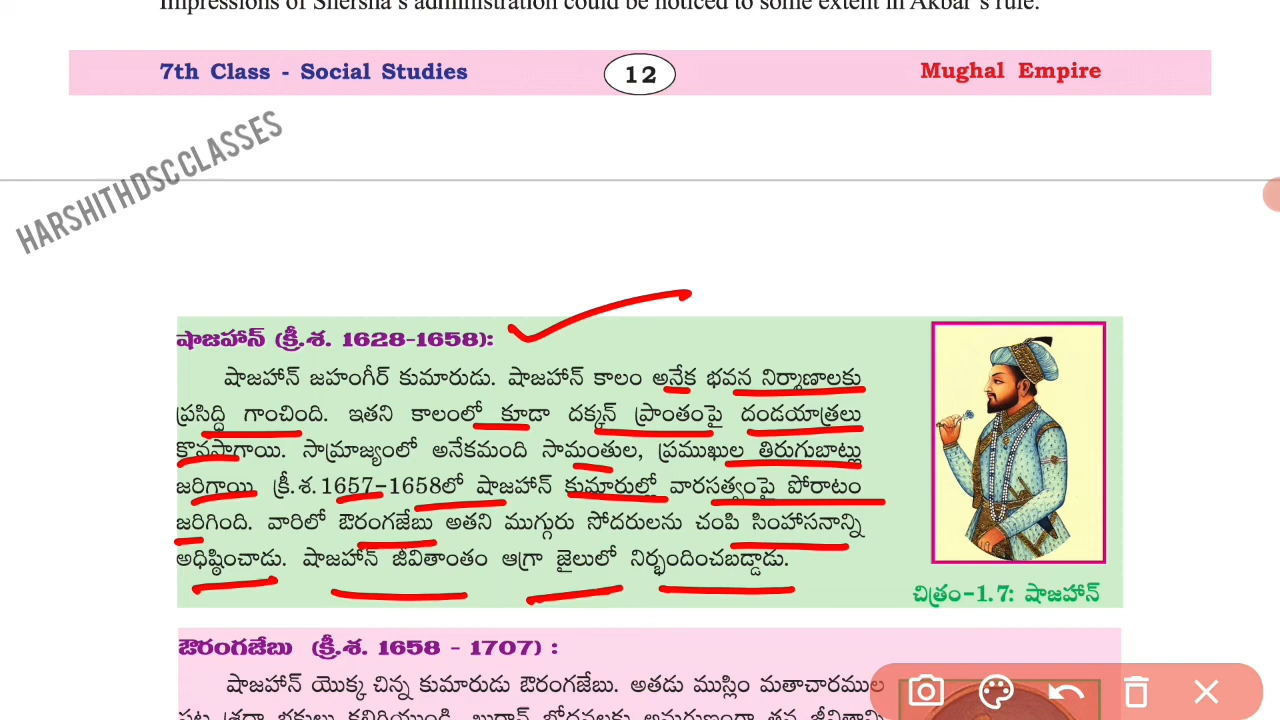 Impressions of Shersha's administration could be noticed to some extent in Akbar's rule.
7th Class - Social Studies 12 Mughal Empire
HARSHITH DSC CLASSES
షాజహాన్ (క్రీ.శ. 1628-1658):
షాజహాన్ జహంగీర్ కుమారుడు. షాజహాన్ కాలం అనేక భవన నిర్మాణాలకు
ప్రసిద్ధి గాంచింది. ఇతని కాలంలో కూడా దక్కన్ ప్రాంతంపై దండయాత్రలు
కొనసాగాయి. సామ్రాజ్యంలో అనేకమంది సామంతుల, ప్రముఖుల తిరుగుబాట్లు
జరిగాయి. క్రీ.శ.1657-1658లో షాజహాన్ కుమారుల్లో వారసత్వంపై పోరాటం
జరిగింది. వారిలో ఔరంగజేబు అతని ముగ్గురు సోదరులను చంపి సింహాసనాన్ని
అధిష్ఠించాడు. షాజహాన్ జీవితాంతం ఆగ్రా జైలులో నిర్భందించబడ్డాడు.
చిత్రం-1.7: షాజహాన్
ఔరంగజేబు (క్రీ.శ. 1658 - 1707) :
షాజహాన్ యొక్క చిన్న కుమారుడు ఔరంగజేబు. అతడు ముస్లిం మతాచారముల